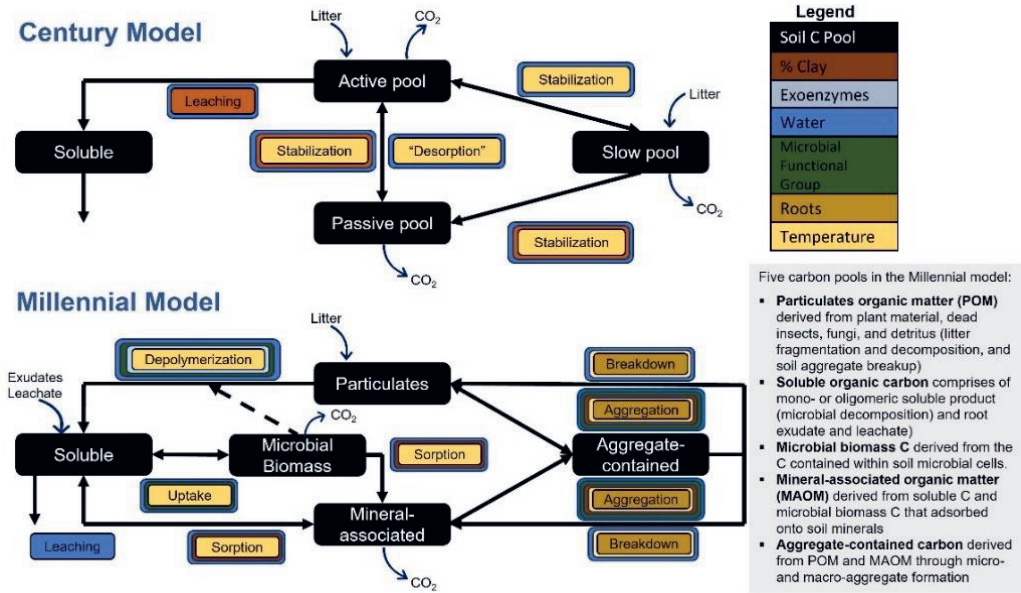 Century Model
Litter
CO2
Active pool
Leaching
Stabilization
Litter
Soluble
Stabilization
"Desorption"
Slow pool
CO2
Passive pool
Stabilization
CO2
Legend
Soil C Pool
% Clay
Exoenzymes
Water
Microbial
Functional
Group
Roots
Temperature
Millennial Model
Litter
Depolymerization
Breakdown
Exudates
Leachate
Particulates
CO2
Aggregation
Soluble
Microbial
Biomass
Sorption
Aggregate-
contained
Uptake
Aggregation
Mineral-
associated
Leaching
Sorption
Breakdown
CO2
Five carbon pools in the Millennial model:
▪ Particulates organic matter (POM)
derived from plant material, dead
insects, fungi, and detritus (litter
fragmentation and decomposition, and
soil aggregate breakup)
▪ Soluble organic carbon comprises of
mono- or oligomeric soluble product
(microbial decomposition) and root
exudate and leachate)
▪ Microbial biomass C derived from the
C contained within soil microbial cells.
▪ Mineral-associated organic matter
(MAOM) derived from soluble C and
microbial biomass C that adsorbed
onto soil minerals
▪ Aggregate-contained carbon derived
from POM and MAOM through micro-
and macro-aggregate formation